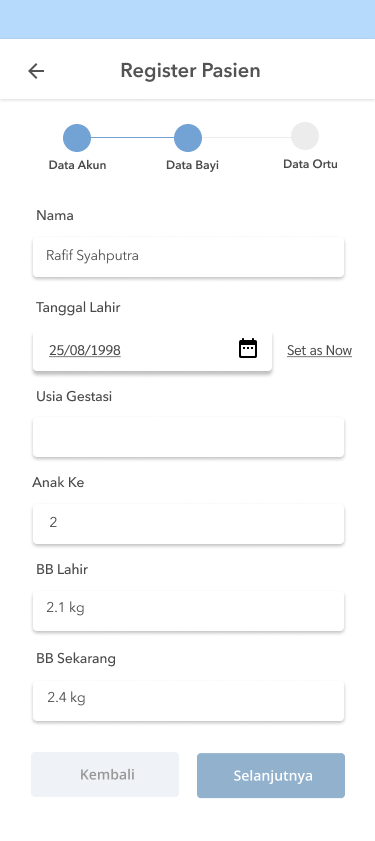 Register Pasien
Data Akun
Data Bayi
Data Ortu
Nama
Rafif Syahputra
Tanggal Lahir
25/08/1998
Set as Now
Usia Gestasi
Anak Ke
2
BB Lahir
2.1 kg
BB Sekarang
2.4 kg
Kembali
Selanjutnya